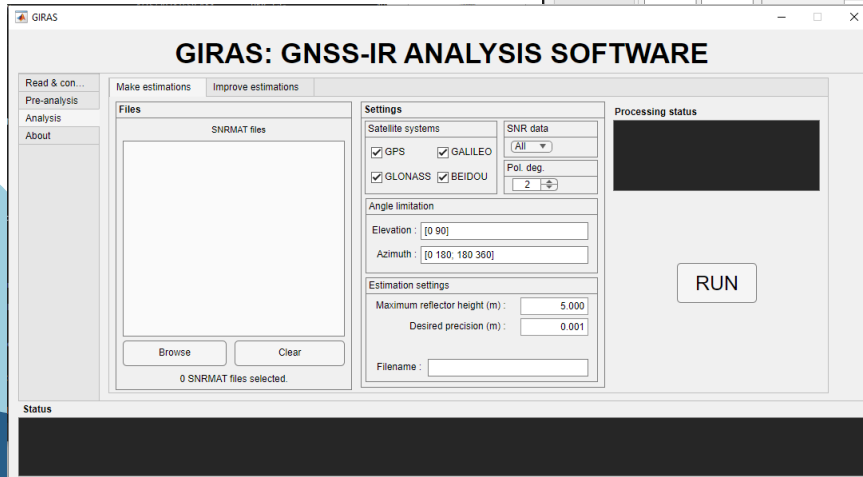 GIRAS
GIRAS: GNSS-IR ANALYSIS SOFTWARE
Read & con...
Pre-analysis
Analysis
About
Make estimations
Improve estimations
Files
SNRMAT files
Browse
Clear
0 SNRMAT files selected.
Settings
Satellite systems
GPS
GALILEO
GLONASS
BEIDOU
SNR data
All
Pol. deg.
2
Angle limitation
Elevation : [0 90]
Azimuth : [0 180; 180 360]
Estimation settings
Maximum reflector height (m) : 5.000
Desired precision (m) : 0.001
Filename :
Processing status
RUN
Status